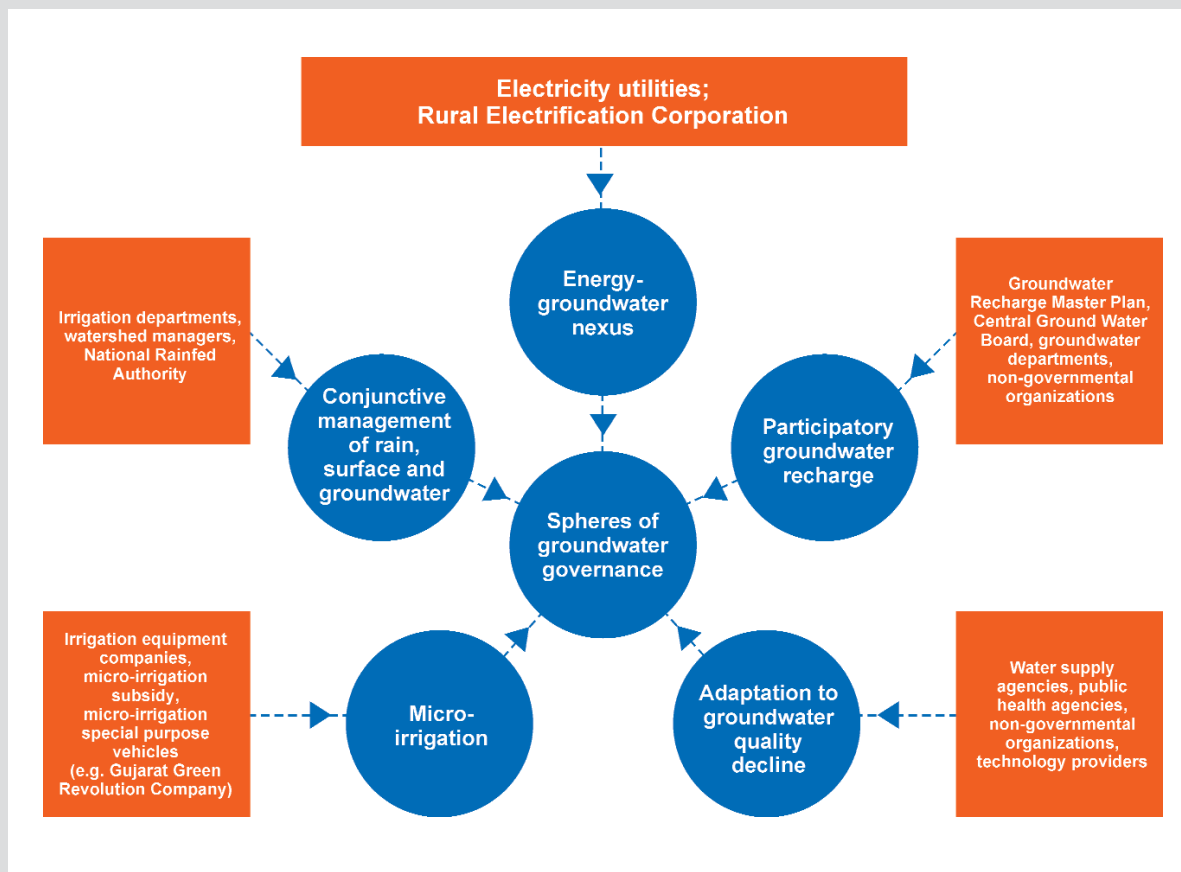 Electricity utilities;
Rural Electrification Corporation
Energy-
groundwater
nexus
Irrigation departments,
watershed managers,
National Rainfed
Authority
Groundwater
Recharge Master Plan,
Central Ground Water
Board, groundwater
departments,
non-governmental
organizations
Conjunctive
management
of rain,
surface and
groundwater
Participatory
groundwater
recharge
Spheres of
groundwater
governance
Irrigation equipment
companies,
micro-irrigation
subsidy,
micro-irrigation
special purpose
vehicles
(e.g. Gujarat Green
Revolution Company)
Micro-
irrigation
Adaptation to
groundwater
quality
decline
Water supply
agencies, public
health agencies,
non-governmental
organizations,
technology providers